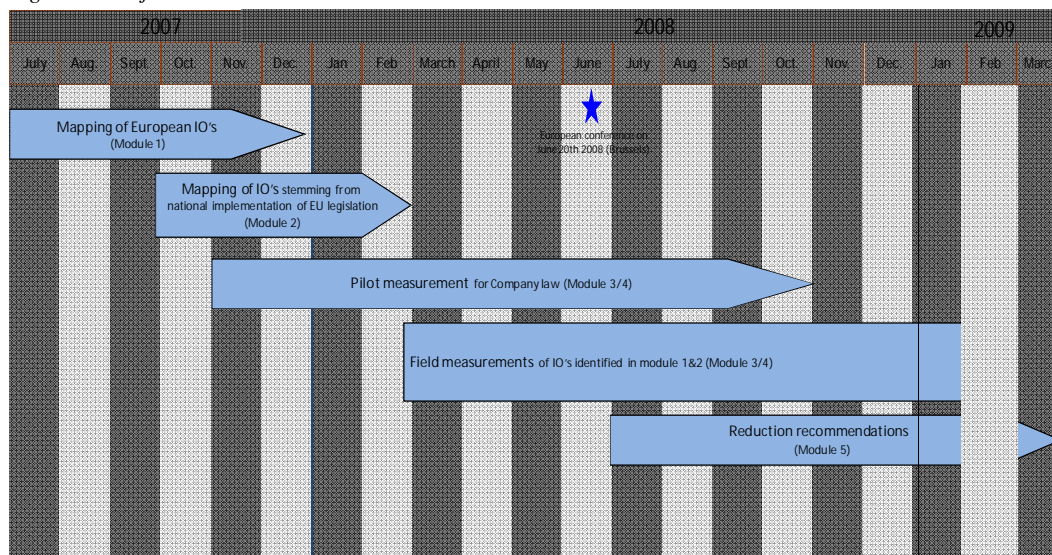 2007 2008 2009
July Aug. Sept. Oct. Nov. Dec. Jan Feb March April May June July Aug. Sept. Oct. Nov. Dec. Jan Feb March
European conference on
June 20th 2008 (Brussels)
Mapping of European IO's
(Module 1)
Mapping of IO's stemming from
national implementation of EU legislation
(Module 2)
Pilot measurement for Company law (Module 3/4)
Field measurements of IO's identified in module 1&2 (Module 3/4)
Reduction recommendations
(Module 5)